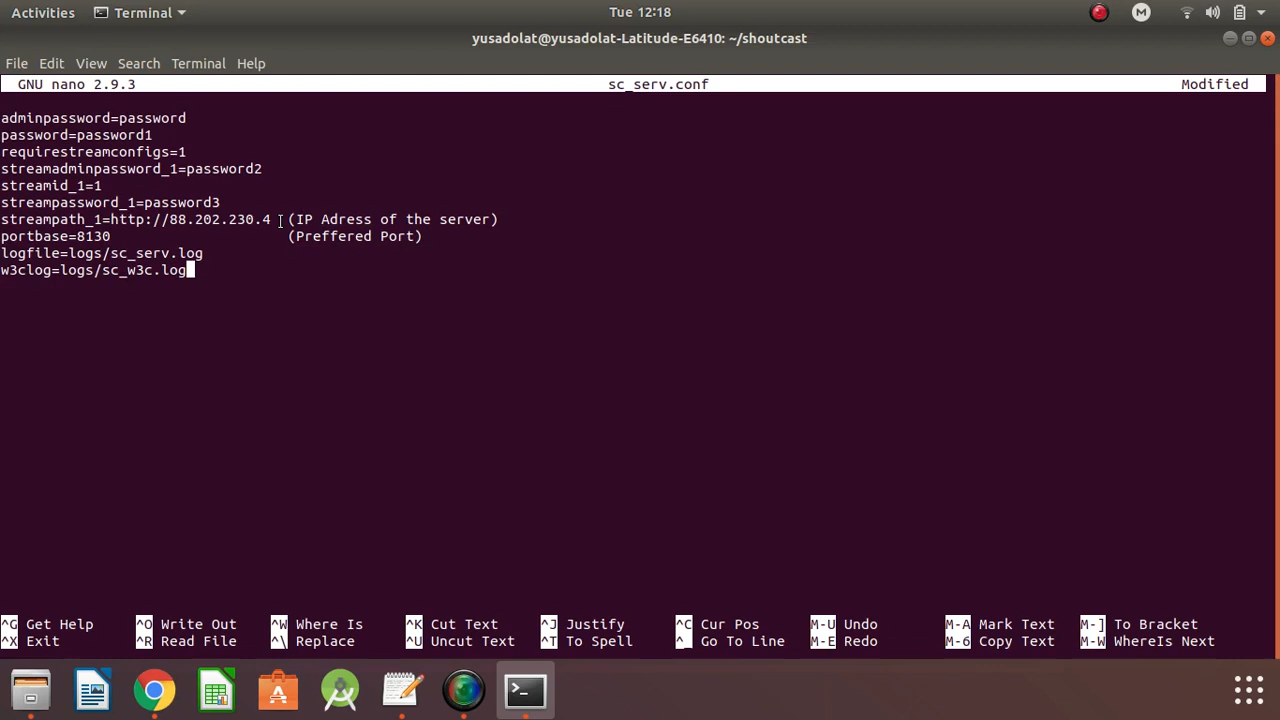 Activities Terminal Tue 12:18 M
yusadolat@yusadolat-Latitude-E6410: ~/shoutcast
File Edit View Search Terminal Help
GNU nano 2.9.3 sc_serv.conf Modified
adminpassword=password
password=password1
requirestreamconfigs=1
streamadminpassword_1=password2
streamid_1=1
streampassword_1=password3
streampath_1=http://88.202.230.4 (IP Adress of the server)
portbase=8130 (Preffered Port)
logfile=logs/sc_serv.log
w3clog=logs/sc_w3c.log
^G Get Help ^O Write Out ^W Where Is ^K Cut Text ^J Justify ^C Cur Pos M-U Undo M-A Mark Text M-] To Bracket
^X Exit ^R Read File ^\ Replace ^U Uncut Text ^T To Spell ^_ Go To Line M-E Redo M-6 Copy Text M-W WhereIs Next